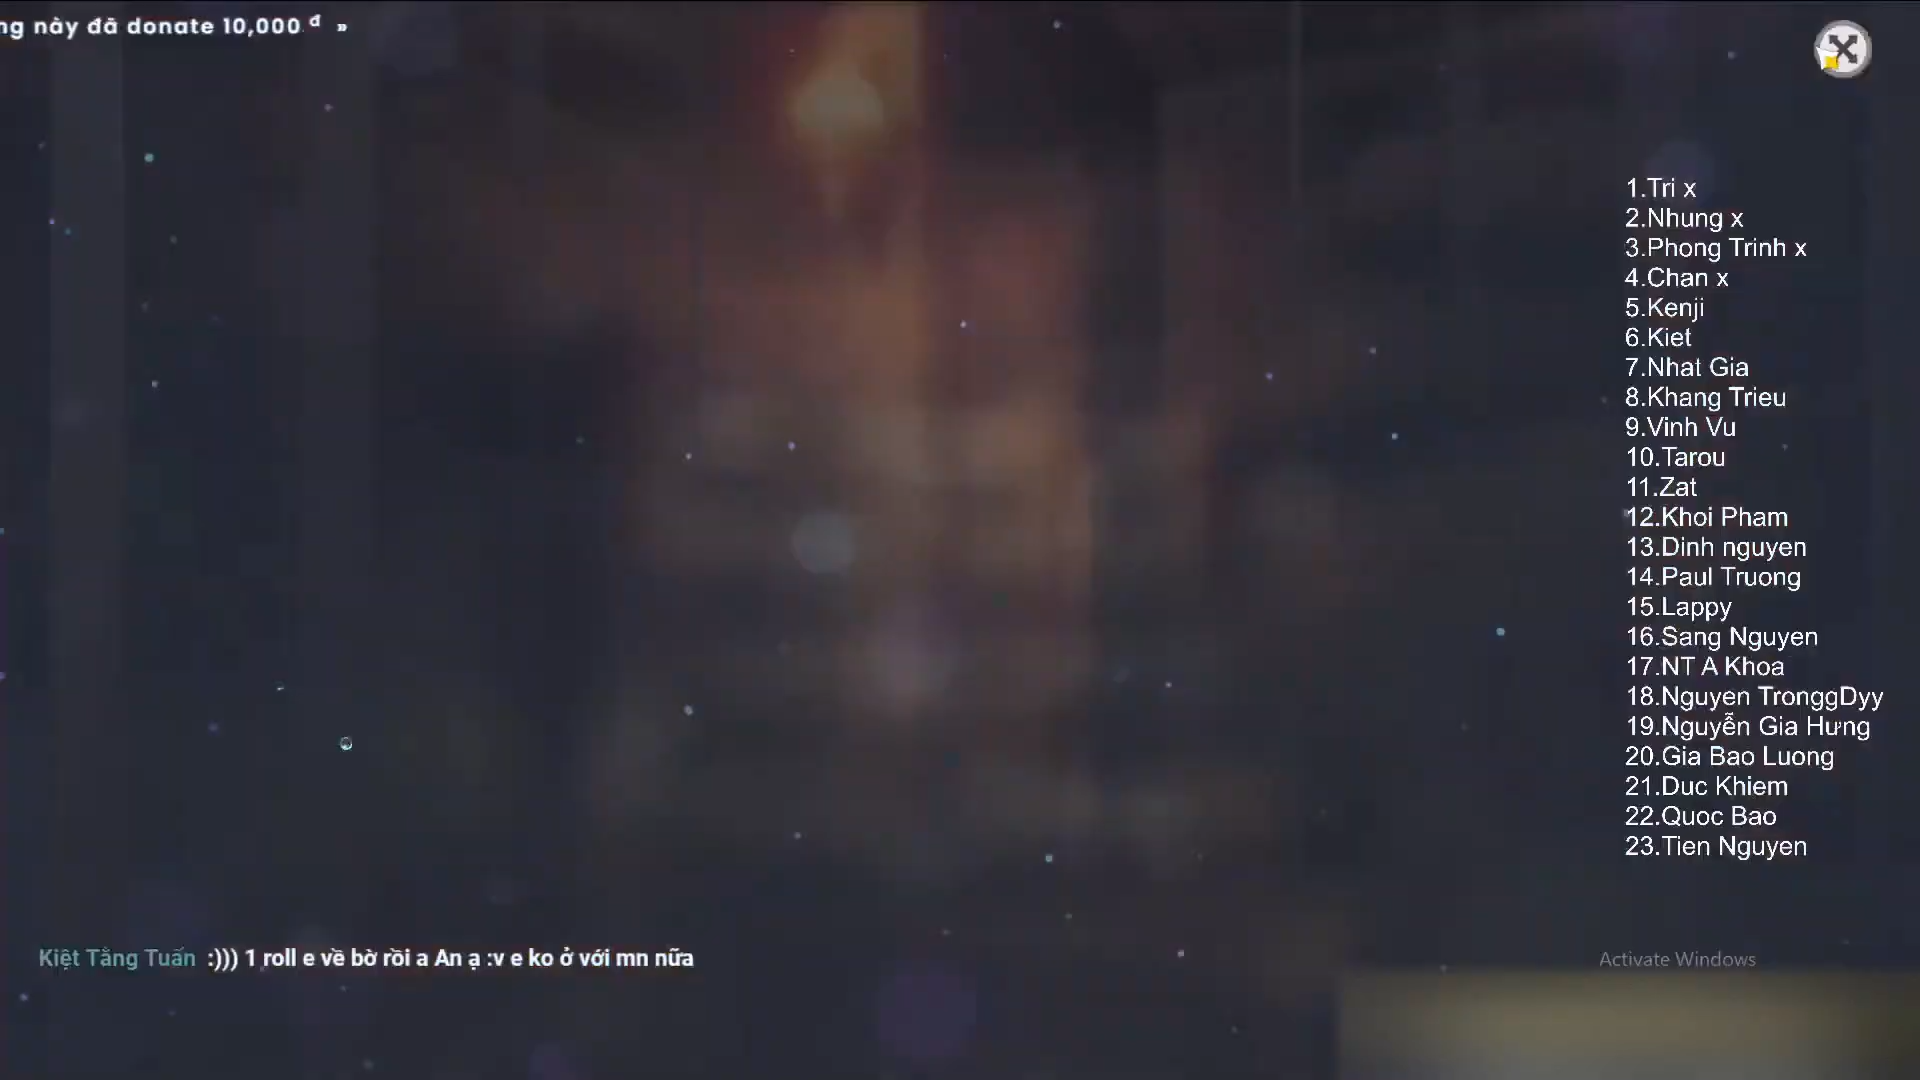 ng này đã donate 10,000 đ »
1.Tri x
2.Nhung x
3.Phong Trinh x
4.Chan x
5.Kenji
6.Kiet
7.Nhat Gia
8.Khang Trieu
9.Vinh Vu
10.Tarou
11.Zat
12.Khoi Pham
13.Dinh nguyen
14.Paul Truong
15.Lappy
16.Sang Nguyen
17.NT A Khoa
18.Nguyen TronggDyy
19.Nguyễn Gia Hưng
20.Gia Bao Luong
21.Duc Khiem
22.Quoc Bao
23.Tien Nguyen
Kiệt Tằng Tuấn :))) 1 roll e về bờ rồi a An ạ :v e ko ở với mn nữa
Activate Windows